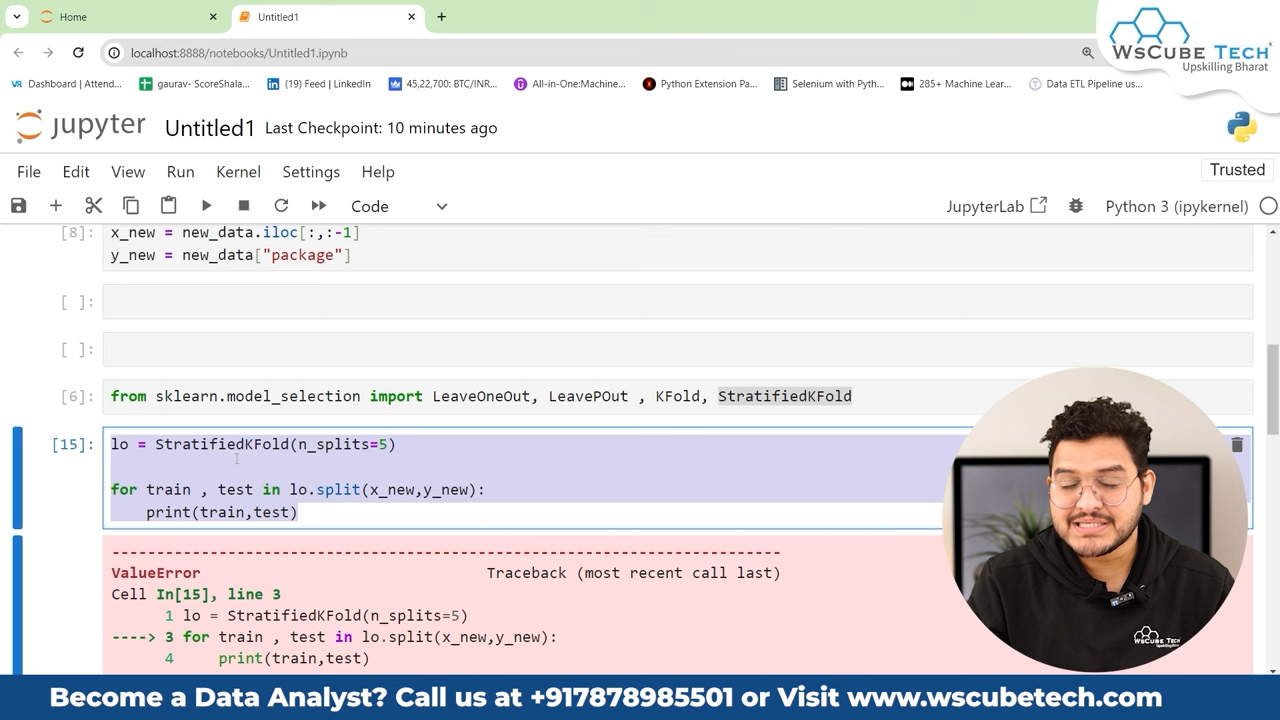 Home
Untitled1
WsCube Tech
Upskilling Bharat
localhost:8888/notebooks/Untitled1.ipynb
Dashboard | Attend...
gaurav- ScoreShala...
(19) Feed | LinkedIn
45,22,700: BTC/INR...
All-in-One:Machine...
Python Extension Pa...
Selenium with Pyth...
285+ Machine Lear...
Data ETL Pipeline us...
jupyter Untitled1 Last Checkpoint: 10 minutes ago
File Edit View Run Kernel Settings Help
Trusted
Code
JupyterLab
Python 3 (ipykernel)
[8]: x_new = new_data.iloc[:,:-1]
y_new = new_data["package"]
[ ]:
[ ]:
[6]: from sklearn.model_selection import LeaveOneOut, LeavePOut , KFold, StratifiedKFold
[15]: lo = StratifiedKFold(n_splits=5)
for train , test in lo.split(x_new,y_new):
print(train,test)
---------------------------------------------------------------------------
ValueError Traceback (most recent call last)
Cell In[15], line 3
1 lo = StratifiedKFold(n_splits=5)
----> 3 for train , test in lo.split(x_new,y_new):
4 print(train,test)
WsCube Tech
Become a Data Analyst? Call us at +917878985501 or Visit www.wscubetech.com